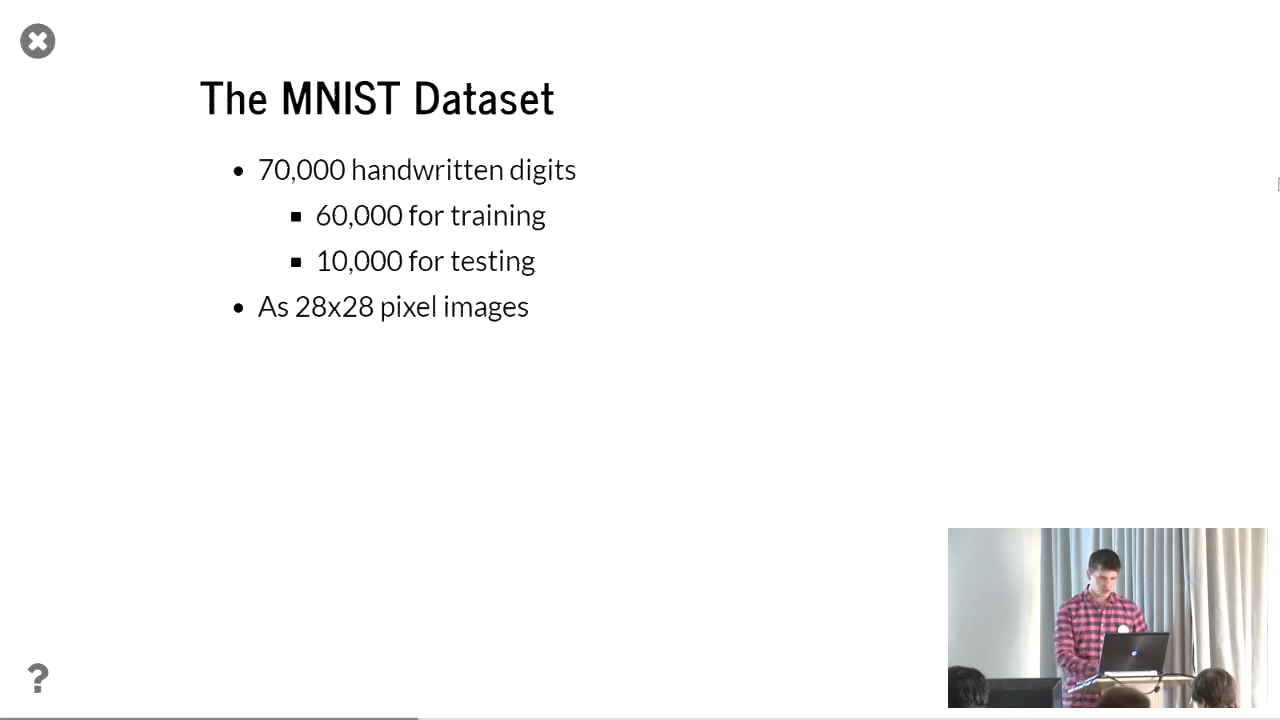 The MNIST Dataset
70,000 handwritten digits
60,000 for training
10,000 for testing
As 28x28 pixel images
?